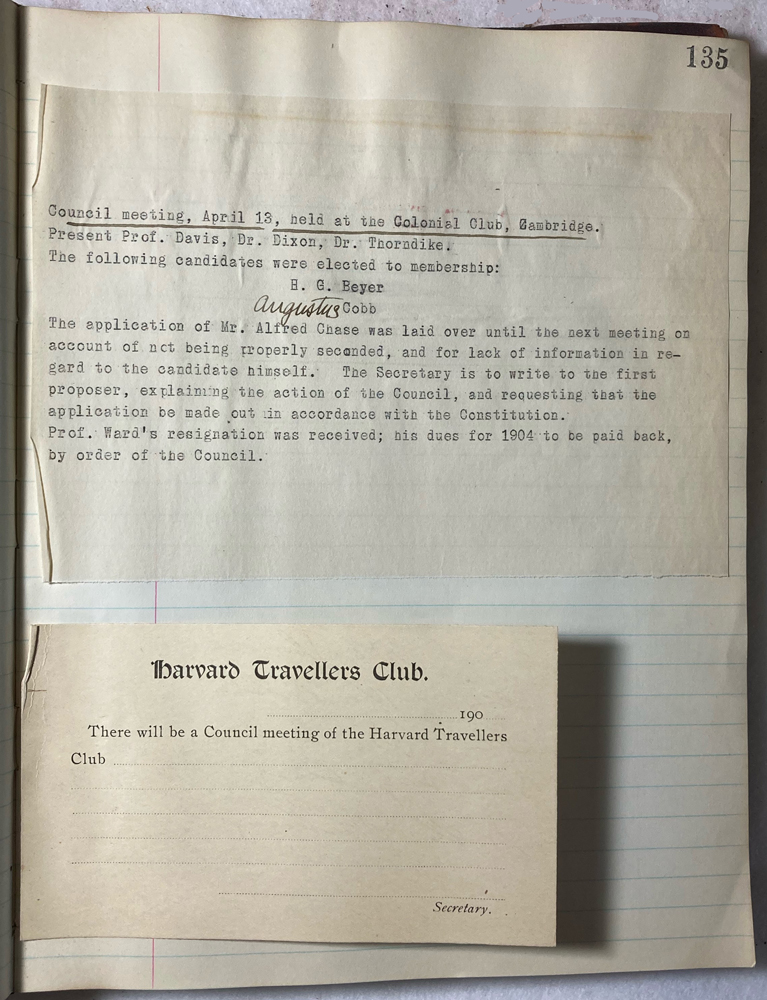 135
Council meeting, April 13, held at the Colonial Club, Cambridge.
Present Prof. Davis, Dr. Dixon, Dr. Thorndike.
The following candidates were elected to membership:
H. G. Beyer
Augustus Cobb
The application of Mr. Alfred Chase was laid over until the next meeting on
account of not being properly seconded, and for lack of information in re-
gard to the candidate himself. The Secretary is to write to the first
proposer, explaining the action of the Council, and requesting that the
application be made out in accordance with the Constitution.
Prof. Ward's resignation was received; his dues for 1904 to be paid back,
by order of the Council.
Harvard Travellers Club.
190
There will be a Council meeting of the Harvard Travellers
Club
Secretary.